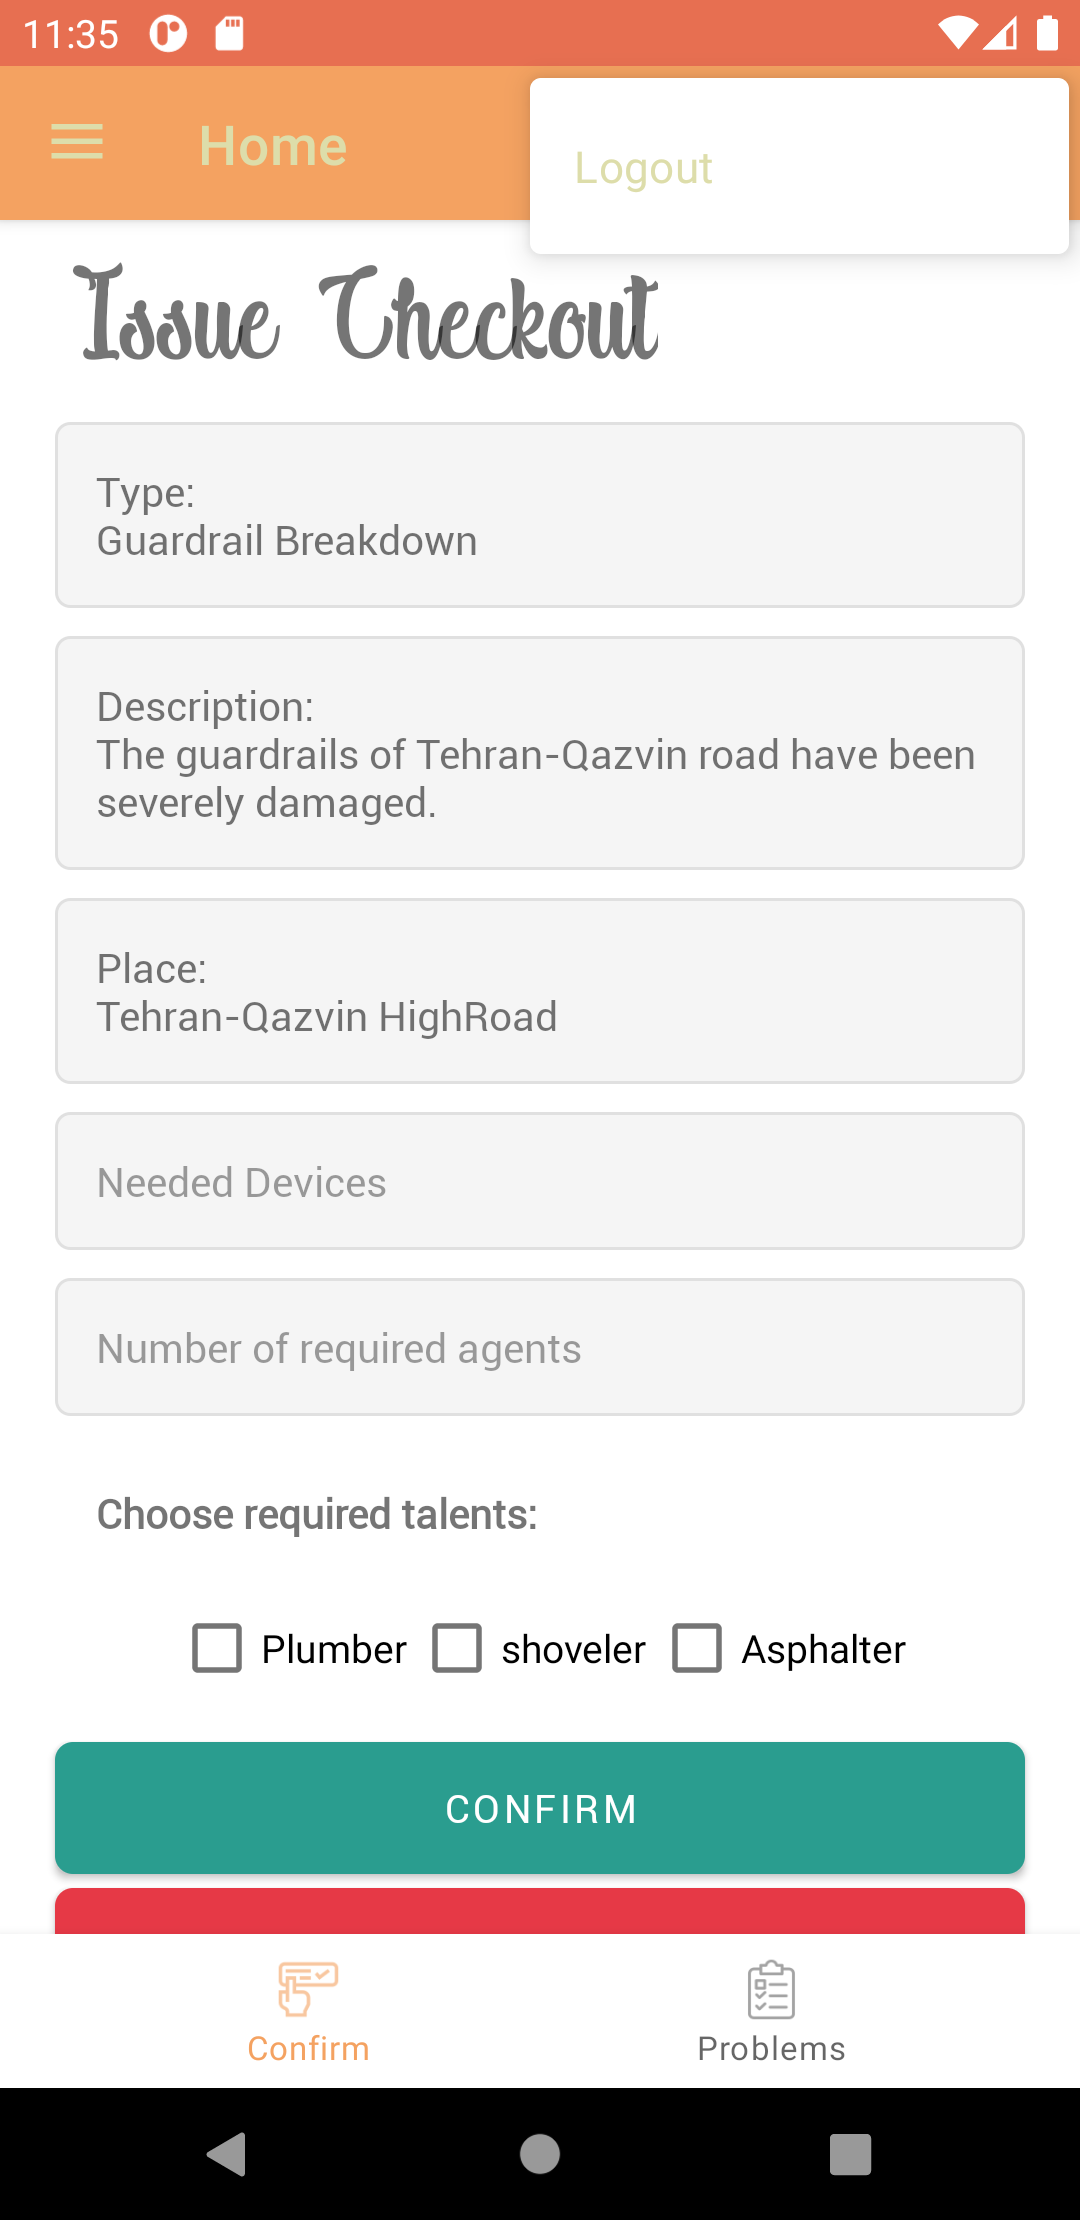 11:35
Home
Logout
Issue Checkout
Type:
Guardrail Breakdown
Description:
The guardrails of Tehran-Qazvin road have been
severely damaged.
Place:
Tehran-Qazvin HighRoad
Needed Devices
Number of required agents
Choose required talents:
Plumber shoveler Asphalter
CONFIRM
Confirm Problems